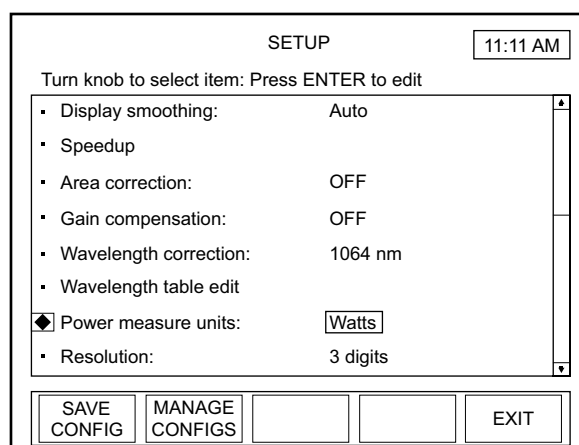 SETUP
11:11 AM
Turn knob to select item: Press ENTER to edit
Display smoothing: Auto
Speedup
Area correction: OFF
Gain compensation: OFF
Wavelength correction: 1064 nm
Wavelength table edit
Power measure units: Watts
Resolution: 3 digits
SAVE
CONFIG
MANAGE
CONFIGS
EXIT